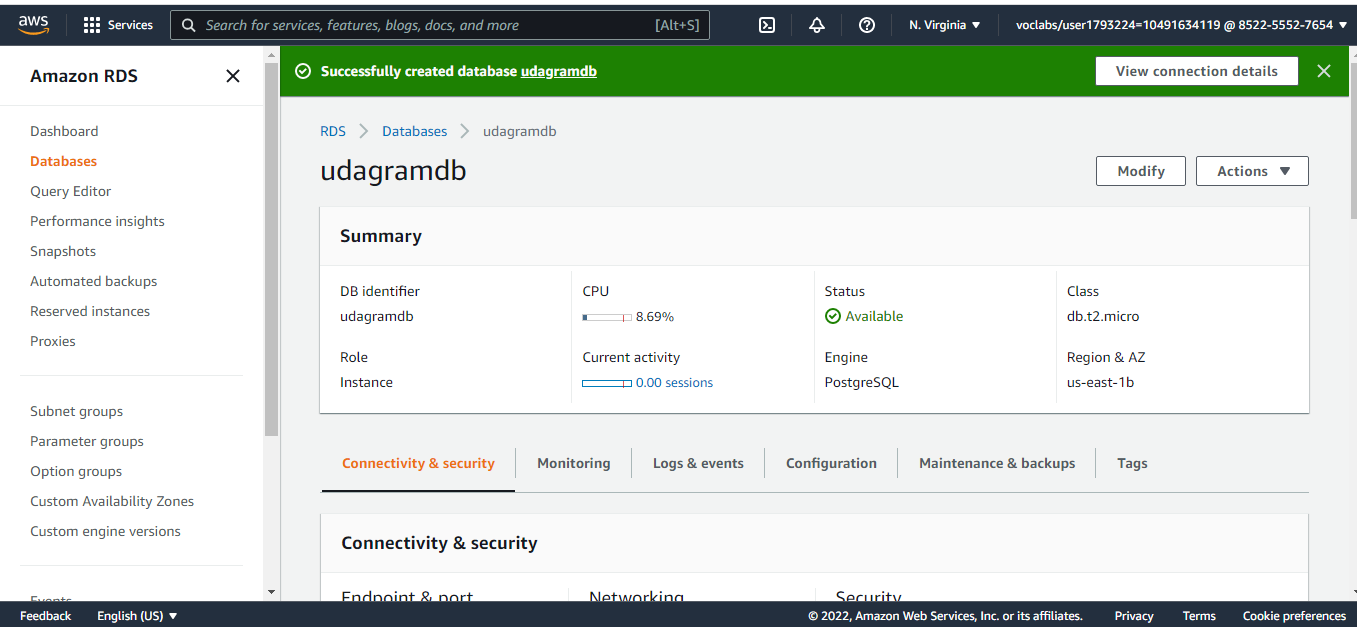 aws
Services
Search for services, features, blogs, docs, and more [Alt+S]
N. Virginia ▼
voclabs/user1793224=10491634119 @ 8522-5552-7654 ▼
Amazon RDS
Successfully created database udagramdb
View connection details
Dashboard
Databases
Query Editor
Performance insights
Snapshots
Automated backups
Reserved instances
Proxies
Subnet groups
Parameter groups
Option groups
Custom Availability Zones
Custom engine versions
Events
RDS > Databases > udagramdb
udagramdb
Modify
Actions ▼
Summary
DB identifier
udagramdb
CPU
8.69%
Status
Available
Class
db.t2.micro
Role
Instance
Current activity
0.00 sessions
Engine
PostgreSQL
Region & AZ
us-east-1b
Connectivity & security
Monitoring
Logs & events
Configuration
Maintenance & backups
Tags
Connectivity & security
Endpoint & port
Networking
Security
Feedback
English (US) ▼
© 2022, Amazon Web Services, Inc. or its affiliates.
Privacy
Terms
Cookie preferences